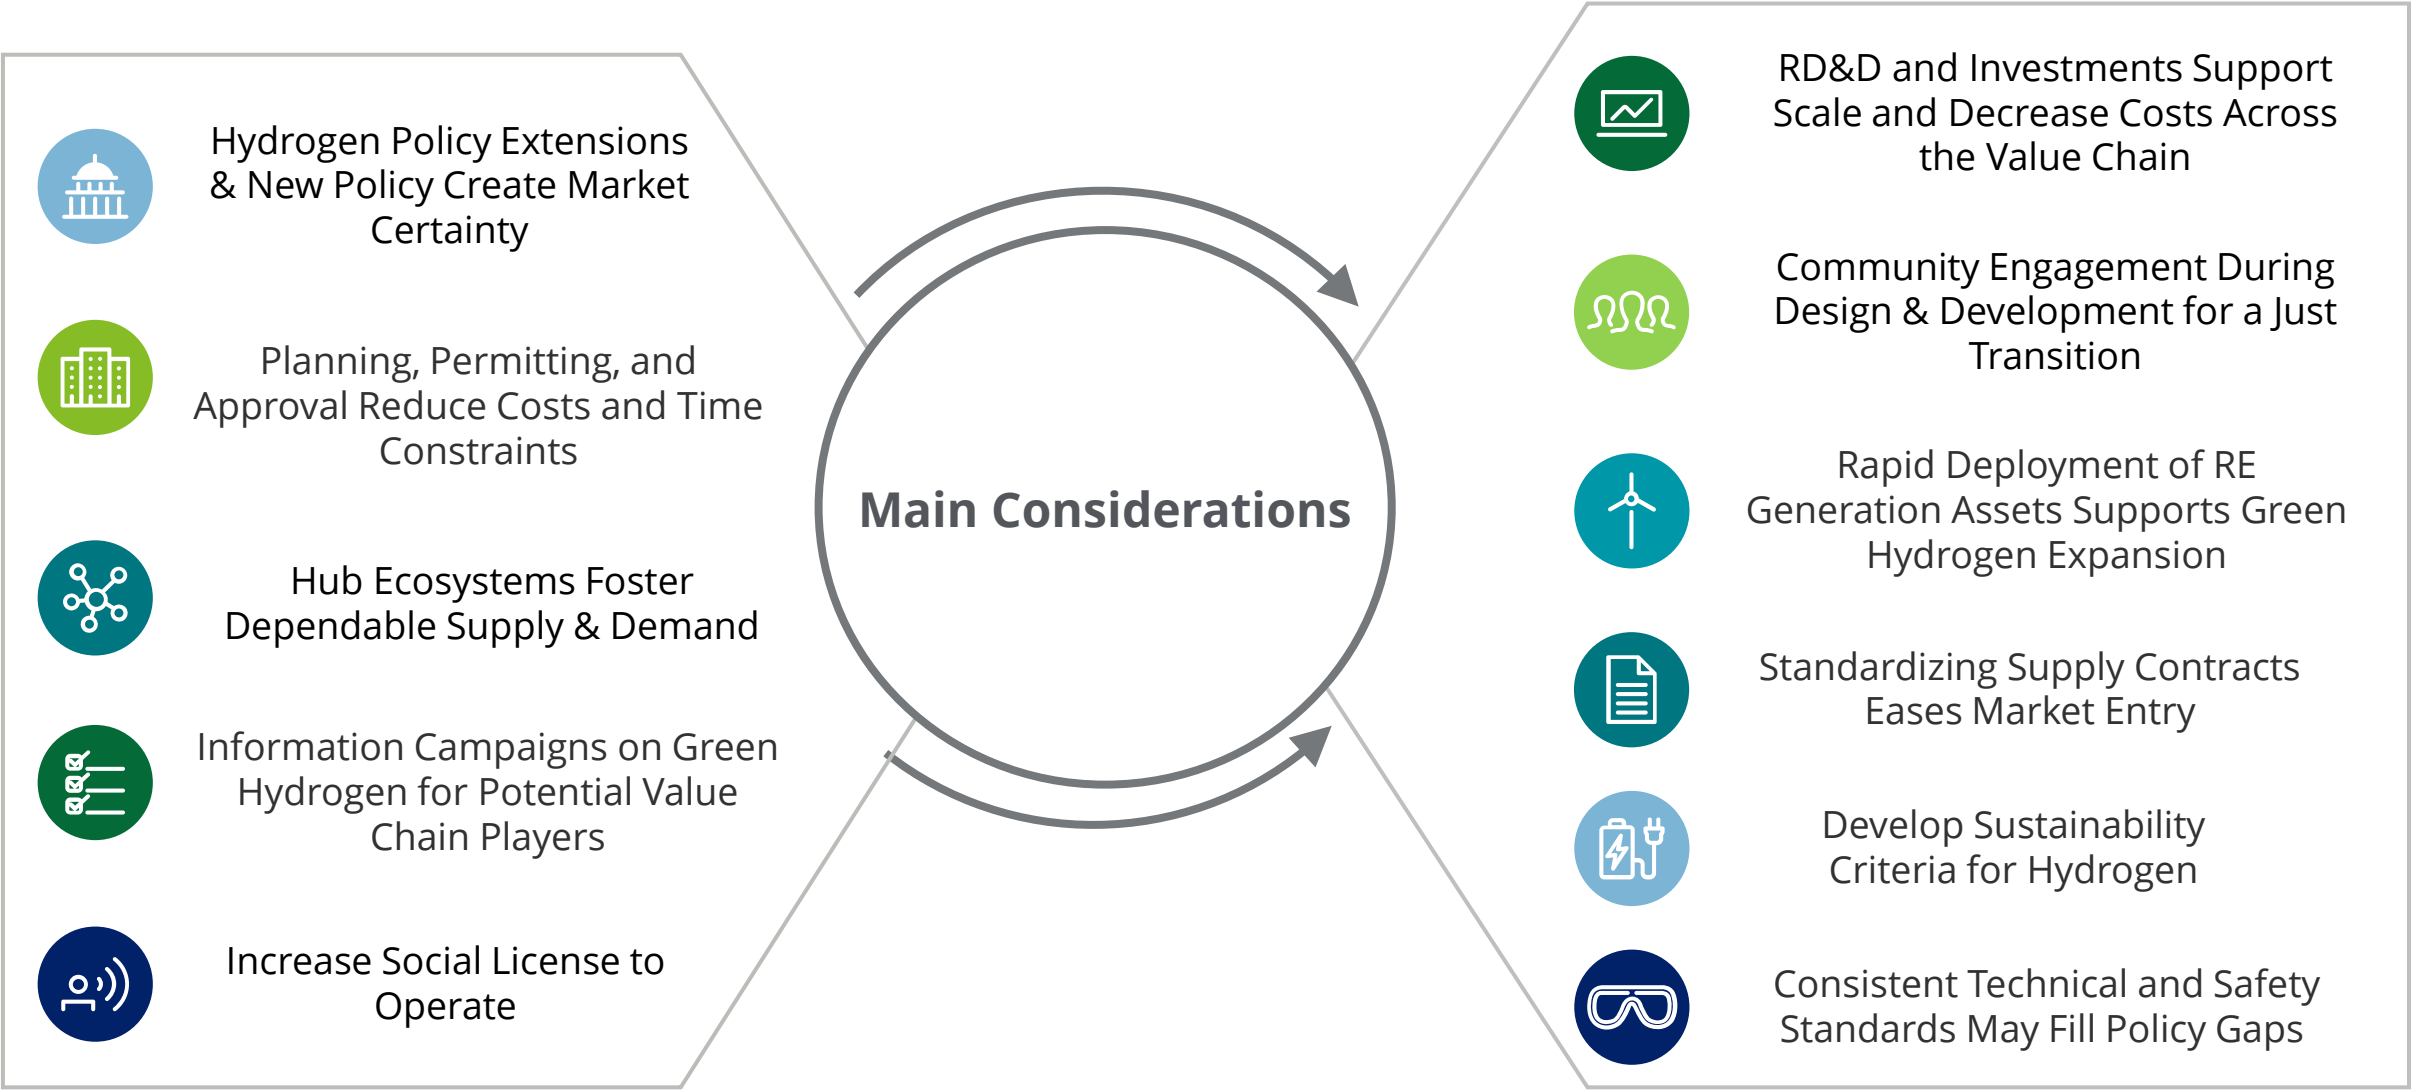 Hydrogen Policy Extensions
& New Policy Create Market
Certainty
Planning, Permitting, and
Approval Reduce Costs and Time
Constraints
Hub Ecosystems Foster
Dependable Supply & Demand
Information Campaigns on Green
Hydrogen for Potential Value
Chain Players
Increase Social License to
Operate
Main Considerations
RD&D and Investments Support
Scale and Decrease Costs Across
the Value Chain
Community Engagement During
Design & Development for a Just
Transition
Rapid Deployment of RE
Generation Assets Supports Green
Hydrogen Expansion
Standardizing Supply Contracts
Eases Market Entry
Develop Sustainability
Criteria for Hydrogen
Consistent Technical and Safety
Standards May Fill Policy Gaps